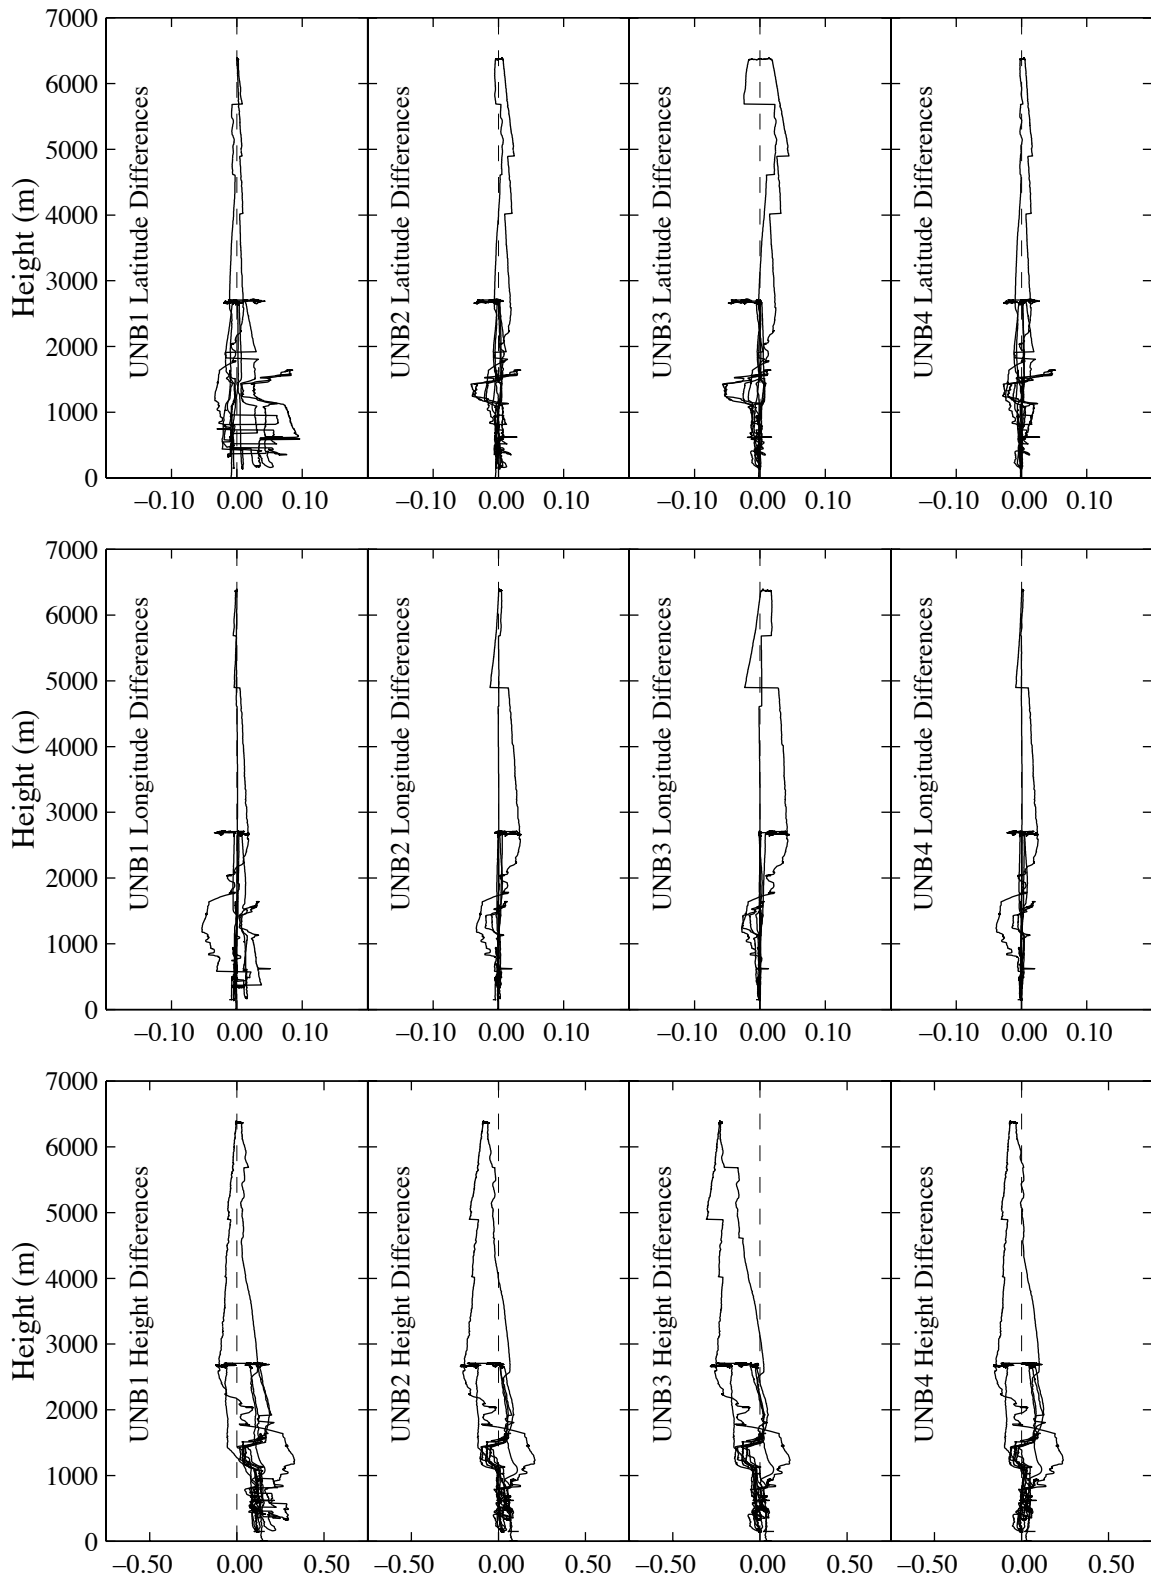 7000
6000
5000
4000
3000
2000
1000
0
Height (m)
UNB1 Latitude Differences
UNB2 Latitude Differences
UNB3 Latitude Differences
UNB4 Latitude Differences
−0.10 0.00 0.10 −0.10 0.00 0.10 −0.10 0.00 0.10 −0.10 0.00 0.10
7000
6000
5000
4000
3000
2000
1000
0
Height (m)
UNB1 Longitude Differences
UNB2 Longitude Differences
UNB3 Longitude Differences
UNB4 Longitude Differences
−0.10 0.00 0.10 −0.10 0.00 0.10 −0.10 0.00 0.10 −0.10 0.00 0.10
7000
6000
5000
4000
3000
2000
1000
0
Height (m)
UNB1 Height Differences
UNB2 Height Differences
UNB3 Height Differences
UNB4 Height Differences
−0.50 0.00 0.50 −0.50 0.00 0.50 −0.50 0.00 0.50 −0.50 0.00 0.50